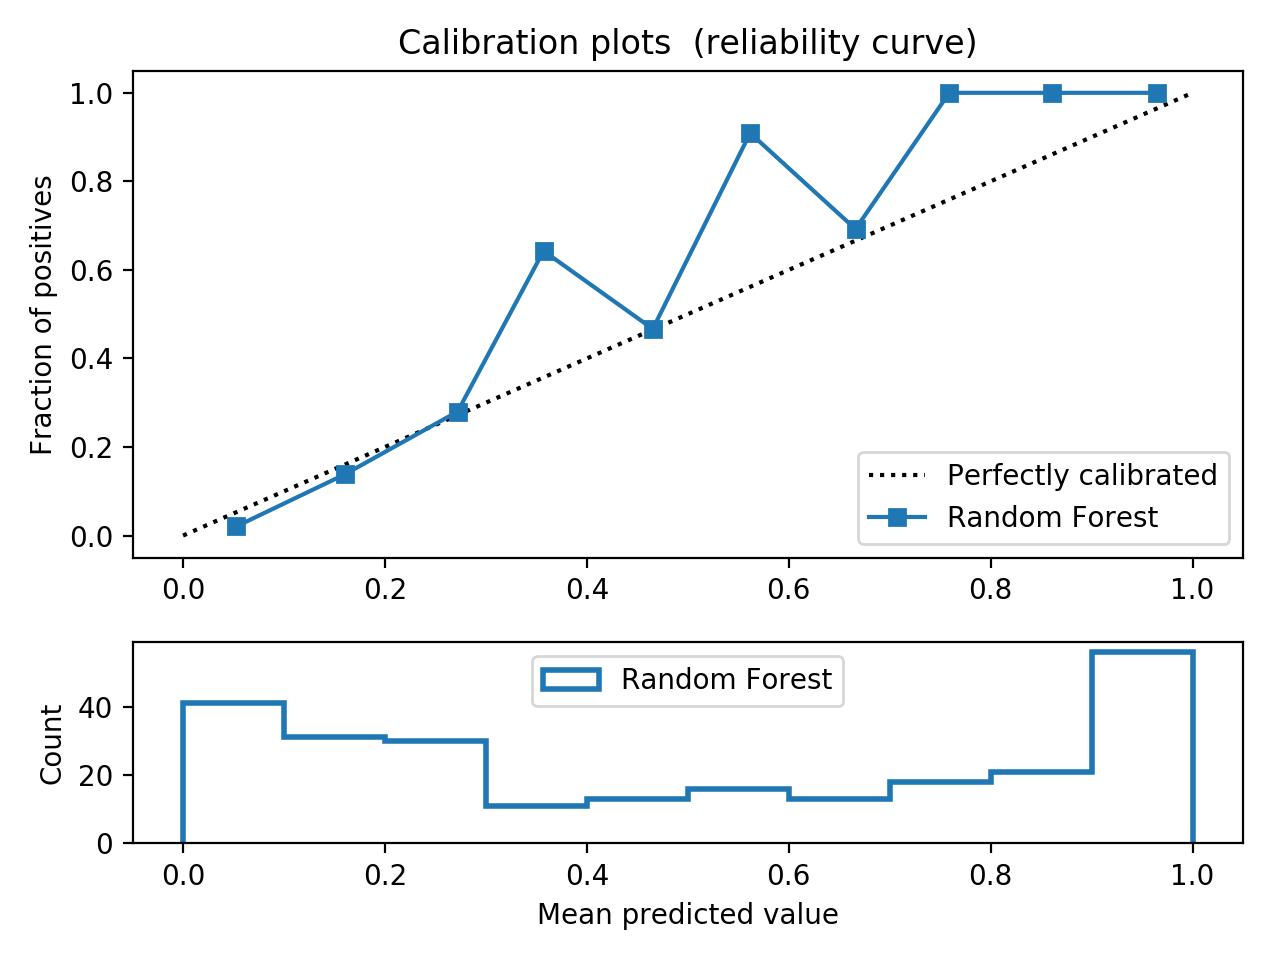 Calibration plots  (reliability curve)
1.0
0.8
0.6
0.4
0.2
0.0
Fraction of positives
Perfectly calibrated
Random Forest
0.0 0.2 0.4 0.6 0.8 1.0
Random Forest
40
20
0
Count
0.0 0.2 0.4 0.6 0.8 1.0
Mean predicted value